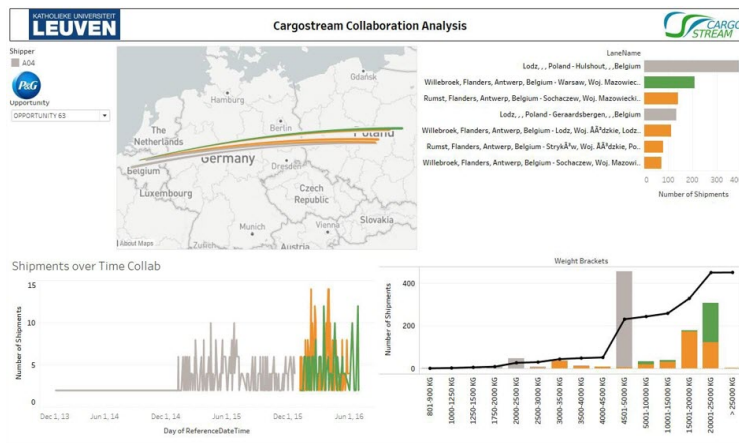 KATHOLIEKE UNIVERSITEIT
LEUVEN
Cargostream Collaboration Analysis
CARGO
STREAM
Shipper
A04
P&G
Opportunity
OPPORTUNITY 63
Gdańsk
Hamburg
Berlin
The
Netherlands
Poland
Germany
Belgium
Dresden
Luxembourg
Czech
Republic
Slovakia
Munich
Vienna
Zurich
Austria
About Maps
LaneName
Lodz, , , Poland - Hulshout, , ,Belgium
Willebroek, Flanders, Antwerp, Belgium - Warsaw, Woj. Mazowiec..
Rumst, Flanders, Antwerp, Belgium - Sochaczew, Woj. Mazowiecki..
Lodz, , , Poland - Geraardsbergen, , ,Belgium
Willebroek, Flanders, Antwerp, Belgium - Lodz, Woj. ÅÃ³dzkie, Lodz..
Rumst, Flanders, Antwerp, Belgium - StrykÃ³w, Woj. ÅÃ³dzkie, Po..
Willebroek, Flanders, Antwerp, Belgium - Sochaczew, Woj. Mazowi..
0 100 200 300 40
Number of Shipments
Shipments over Time Collab
15
10
5
0
Number of Shipments
Dec 1, 13 Jun 1, 14 Dec 1, 14 Jun 1, 15 Dec 1, 15 Jun 1, 16
Day of ReferenceDateTime
Weight Brackets
400
200
0
Number of Shipments
801-900 KG
1000-1250 KG
1250-1500 KG
1750-2000 KG
2000-2500 KG
2500-3000 KG
3000-3500 KG
3500-4000 KG
4000-4500 KG
4501-5000 KG
5001-10000 KG
10001-15000 KG
15001-20000 KG
20001-25000 KG
> 25000 KG